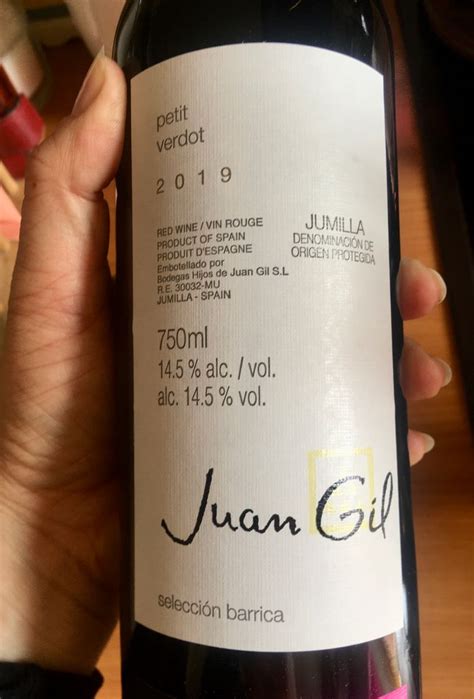 petit
verdot
2019
RED WINE / VIN ROUGE
PRODUCT OF SPAIN
PRODUIT D'ESPAGNE
Embotellado por
Bodegas Hijos de Juan Gil S.L
R.E. 30032-MU
JUMILLA - SPAIN
JUMILLA
DENOMINACIÓN DE
ORIGEN PROTEGIDA
750ml
14.5 % alc. / vol.
alc. 14.5 % vol.
Juan Gil
selección barrica